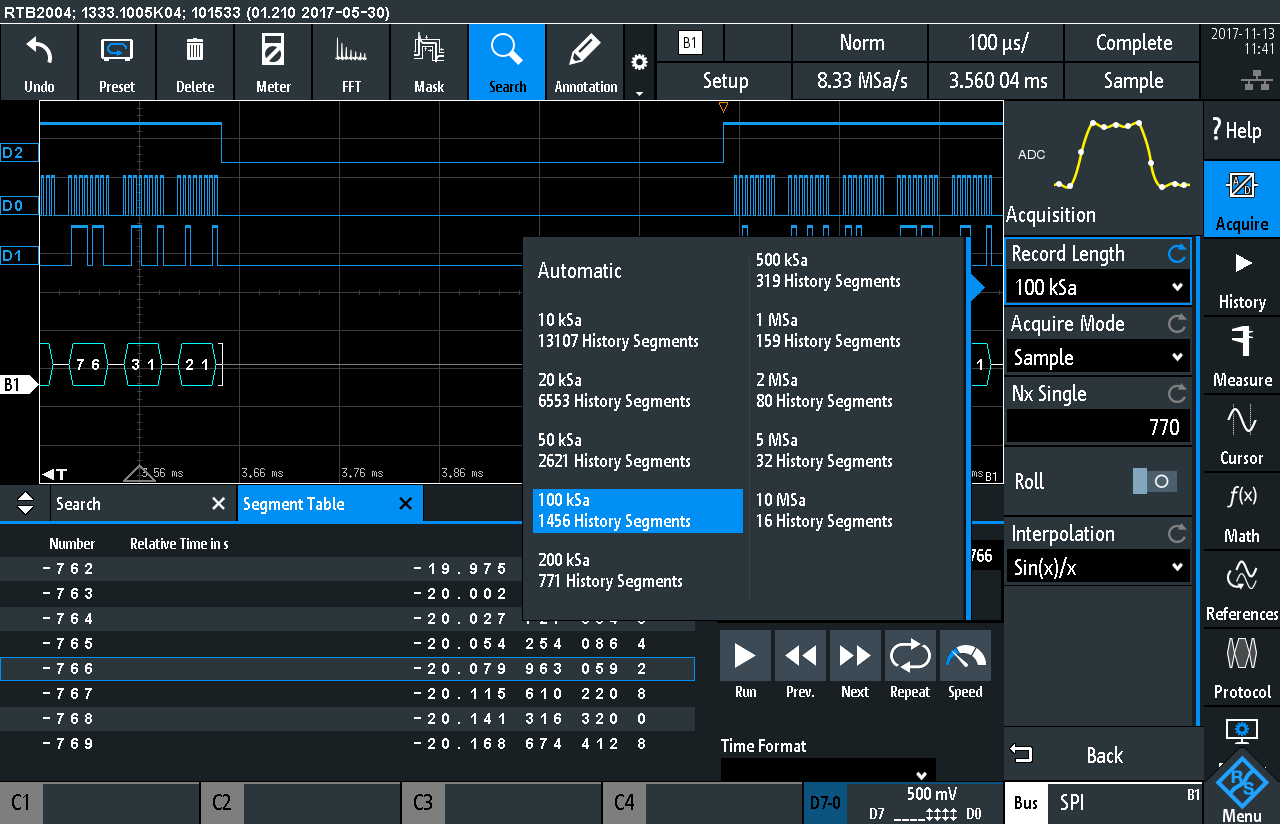 RTB2004; 1333.1005K04; 101533 (01.210 2017-05-30)
Undo
Preset
Delete
Meter
FFT
Mask
Search
Annotation
B1
Setup
Norm
8.33 MSa/s
100 µs/
3.560 04 ms
Complete
Sample
2017-11-13
11:41
D2
D0
D1
B1
76
31
21
1
T
3.56 ms
3.66 ms
3.76 ms
3.86 ms
ms B1
Automatic
10 kSa
13107 History Segments
20 kSa
6553 History Segments
50 kSa
2621 History Segments
100 kSa
1456 History Segments
200 kSa
771 History Segments
500 kSa
319 History Segments
1 MSa
159 History Segments
2 MSa
80 History Segments
5 MSa
32 History Segments
10 MSa
16 History Segments
ADC
Acquisition
Record Length
100 kSa
Acquire Mode
Sample
Nx Single
770
Roll
Interpolation
Sin(x)/x
Back
? Help
Acquire
History
Measure
Cursor
f(x)
Math
References
Protocol
R&S
Menu
Search
Segment Table
Number Relative Time in s
-762 -19.975
-763 -20.002
-764 -20.027
-765 -20.054 254 086 4
-766 -20.079 963 059 2
-767 -20.115 610 220 8
-768 -20.141 316 320 0
-769 -20.168 674 412 8
766
Run
Prev.
Next
Repeat
Speed
Time Format
C1
C2
C3
C4
D7-0
500 mV
D7 D0
Bus
SPI
B1